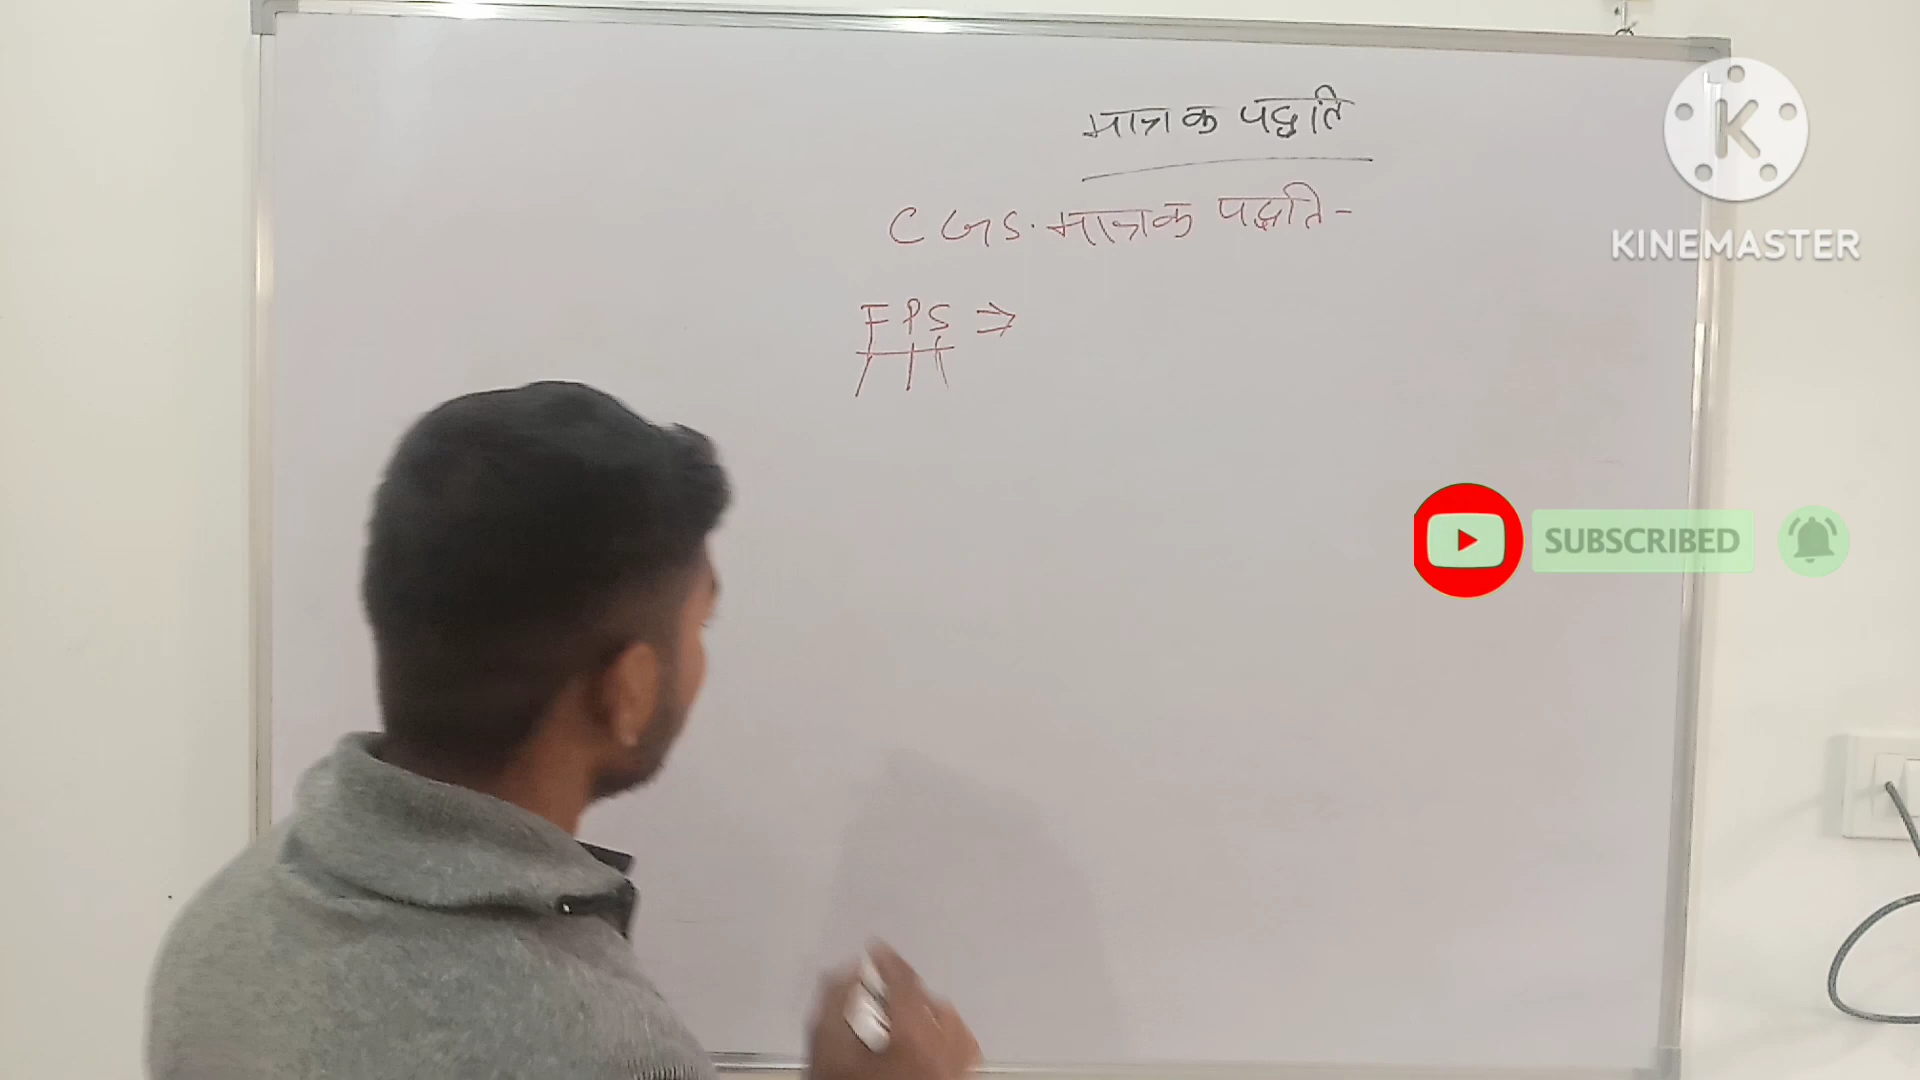 मात्रक पद्धति
CGS. मात्रक पद्धति -
FPS ⇒
K
KINEMASTER
SUBSCRIBED